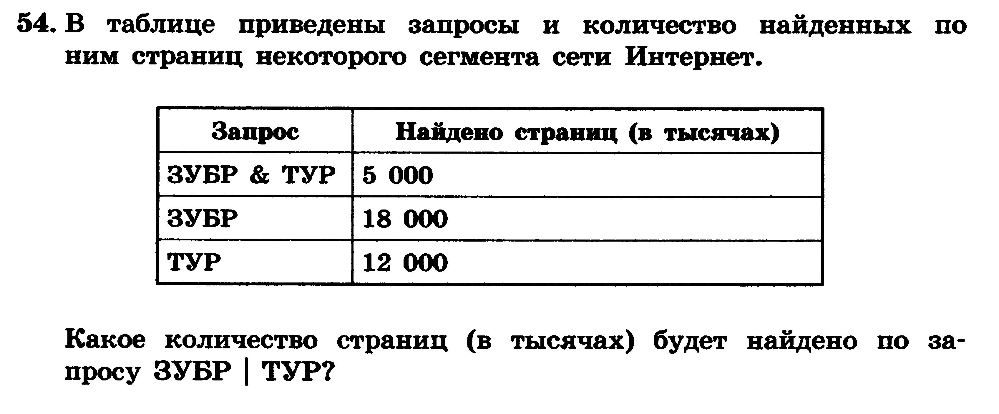 54. В таблице приведены запросы и количество найденных по
ним страниц некоторого сегмента сети Интернет.
Запрос Найдено страниц (в тысячах)
ЗУБР & ТУР 5 000
ЗУБР 18 000
ТУР 12 000
Какое количество страниц (в тысячах) будет найдено по за-
просу ЗУБР | ТУР?